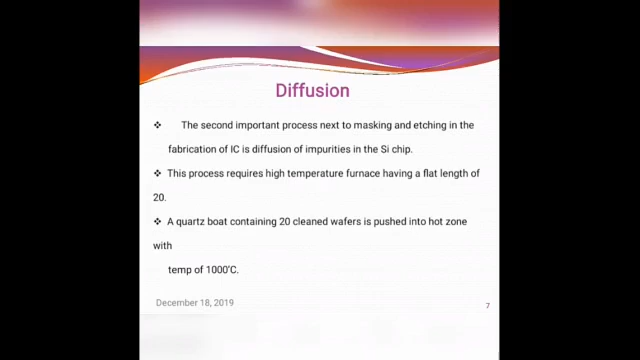 Diffusion
❖ The second important process next to masking and etching in the
fabrication of IC is diffusion of impurities in the Si chip.
❖ This process requires high temperature furnace having a flat length of
20.
❖ A quartz boat containing 20 cleaned wafers is pushed into hot zone
with
temp of 1000'C.
December 18, 2019
7